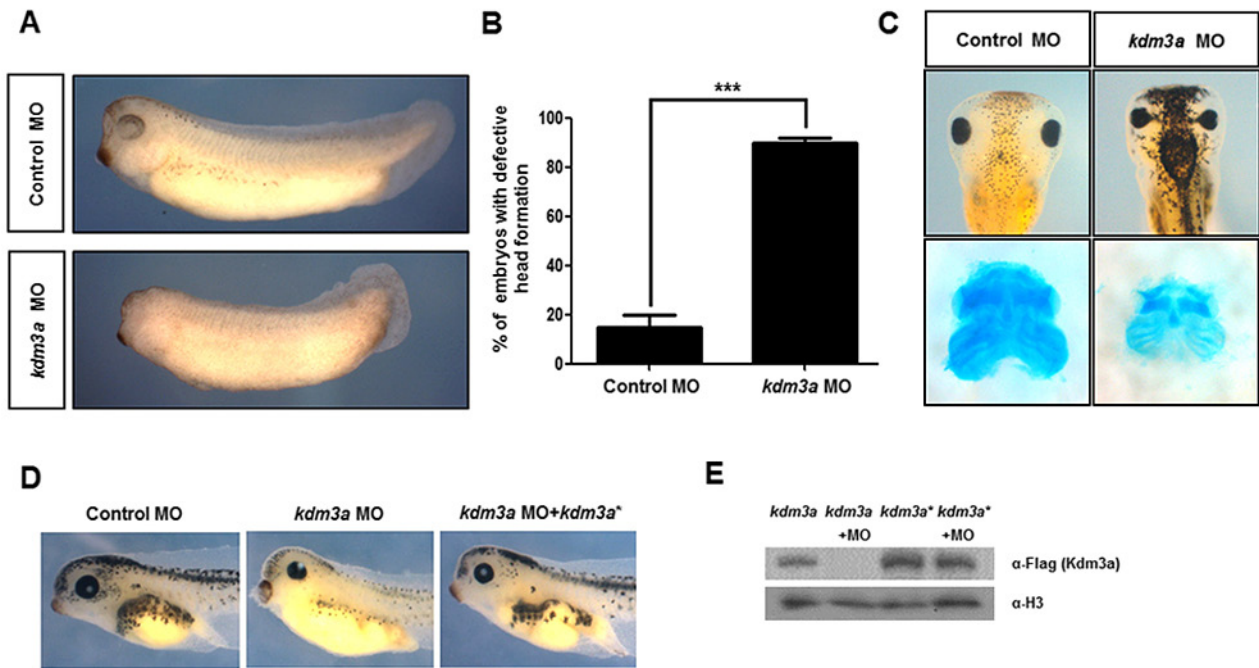 A
Control MO
kdm3a MO
B
***
% of embryos with defective
head formation
100
80
60
40
20
0
Control MO
kdm3a MO
C
Control MO
kdm3a MO
D
Control MO
kdm3a MO
kdm3a MO+kdm3a*
E
kdm3a
kdm3a
+MO
kdm3a*
kdm3a*
+MO
α-Flag (Kdm3a)
α-H3